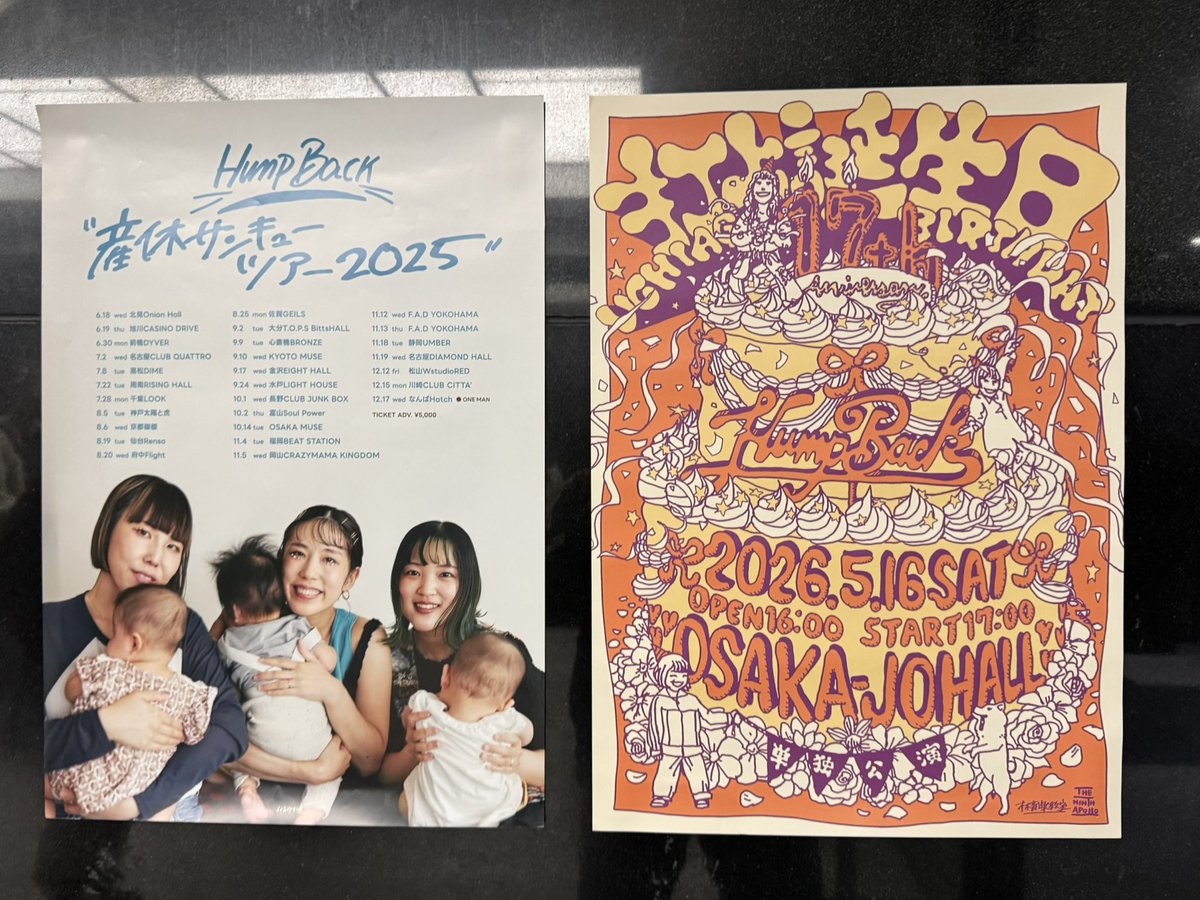 Hump Back
"産休サンキュー
ツアー2025"
6.18 wed 北見Onion Hall
6.19 thu 旭川CASINO DRIVE
6.30 mon 前橋DYVER
7.2 wed 名古屋CLUB QUATTRO
7.8 tue 高松DIME
7.22 tue 周南RISING HALL
7.28 mon 千葉LOOK
8.5 tue 神戸太陽と虎
8.6 wed 京都磔磔
8.19 tue 仙台Rensa
8.20 wed 府中Flight
8.25 mon 佐賀GEILS
9.2 tue 大分T.O.P.S BittsHALL
9.9 tue 心斎橋BRONZE
9.10 wed KYOTO MUSE
9.17 wed 金沢EIGHT HALL
9.24 wed 水戸LIGHT HOUSE
10.1 wed 長野CLUB JUNK BOX
10.2 thu 富山Soul Power
10.14 tue OSAKA MUSE
11.4 tue 福岡BEAT STATION
11.5 wed 岡山CRAZYMAMA KINGDOM
11.12 wed F.A.D YOKOHAMA
11.13 thu F.A.D YOKOHAMA
11.18 tue 静岡UMBER
11.19 wed 名古屋DIAMOND HALL
12.12 fri 松山WstudioRED
12.15 mon 川崎CLUB CITTA'
12.17 wed なんばHatch ●ONE MAN
TICKET ADV. ¥5,000
誕生日
BIRTHDAY
17th
Anniversary
Hump Back
2026.5.16 SAT
OPEN 16:00 START 17:00
OSAKA-JO HALL
単独公演
THE
NINTH
APOLLO